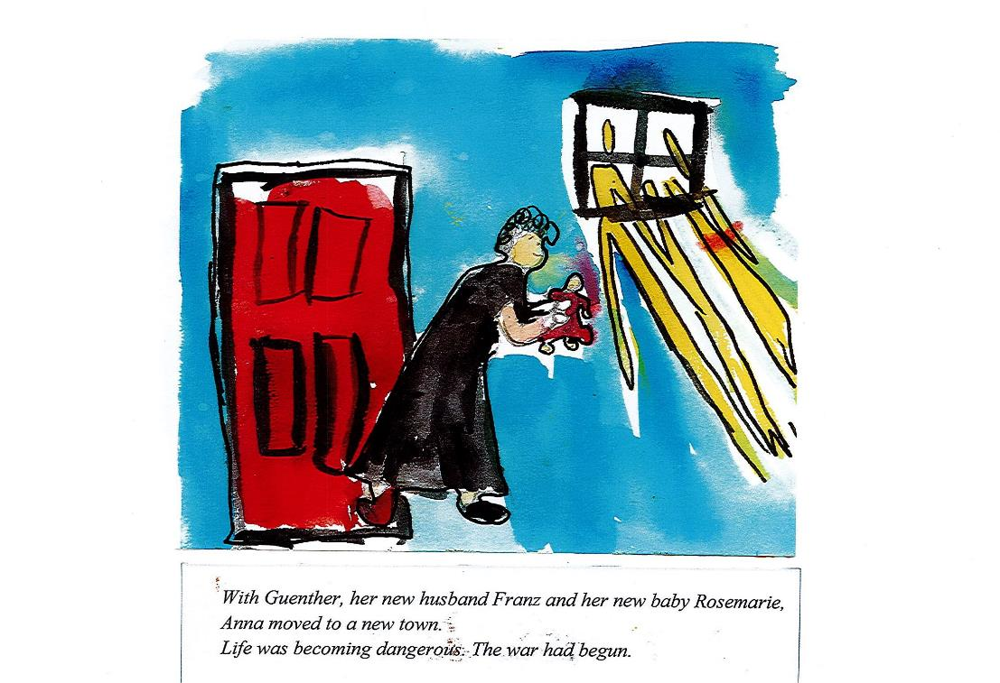 With Guenther, her new husband Franz and her new baby Rosemarie,
Anna moved to a new town.
Life was becoming dangerous. The war had begun.